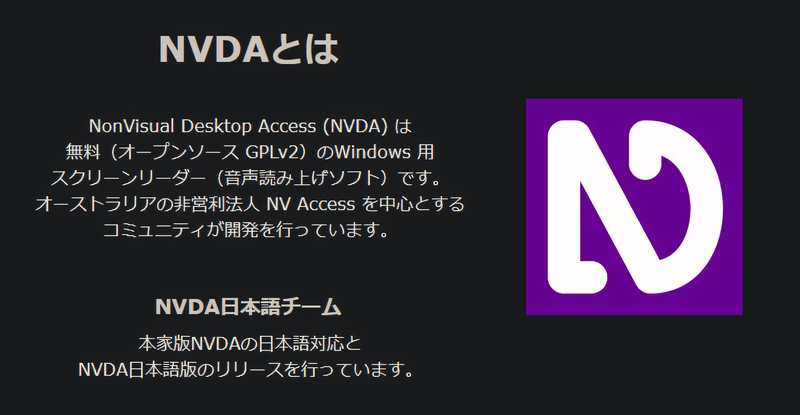 NVDAとは
NonVisual Desktop Access (NVDA) は
無料（オープンソース GPLv2）のWindows 用
スクリーンリーダー（音声読み上げソフト）です。
オーストラリアの非営利法人 NV Access を中心とする
コミュニティが開発を行っています。
NVDA日本語チーム
本家版NVDAの日本語対応と
NVDA日本語版のリリースを行っています。